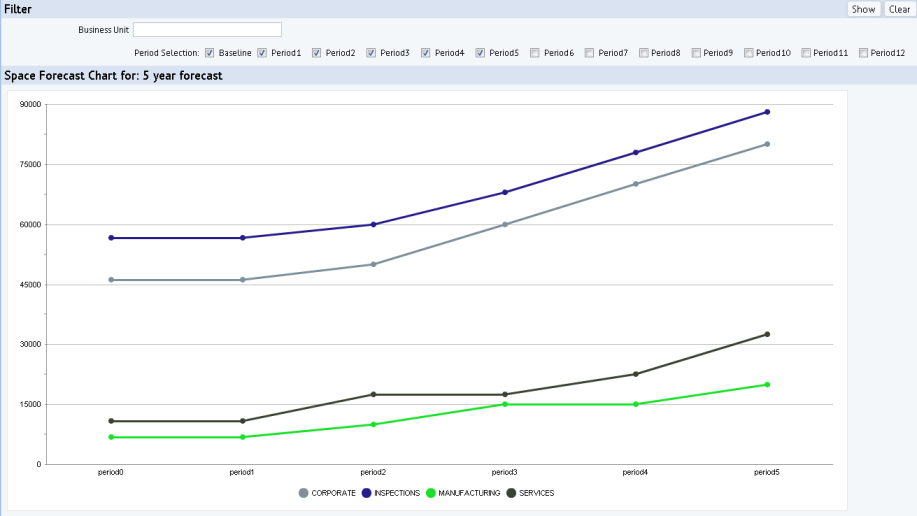 Filter Show Clear
Business Unit
Period Selection: Baseline Period1 Period2 Period3 Period4 Period5 Period6 Period7 Period8 Period9 Period10 Period11 Period12
Space Forecast Chart for: 5 year forecast
90000
75000
60000
45000
30000
15000
0
period0 period1 period2 period3 period4 period5
CORPORATE INSPECTIONS MANUFACTURING SERVICES